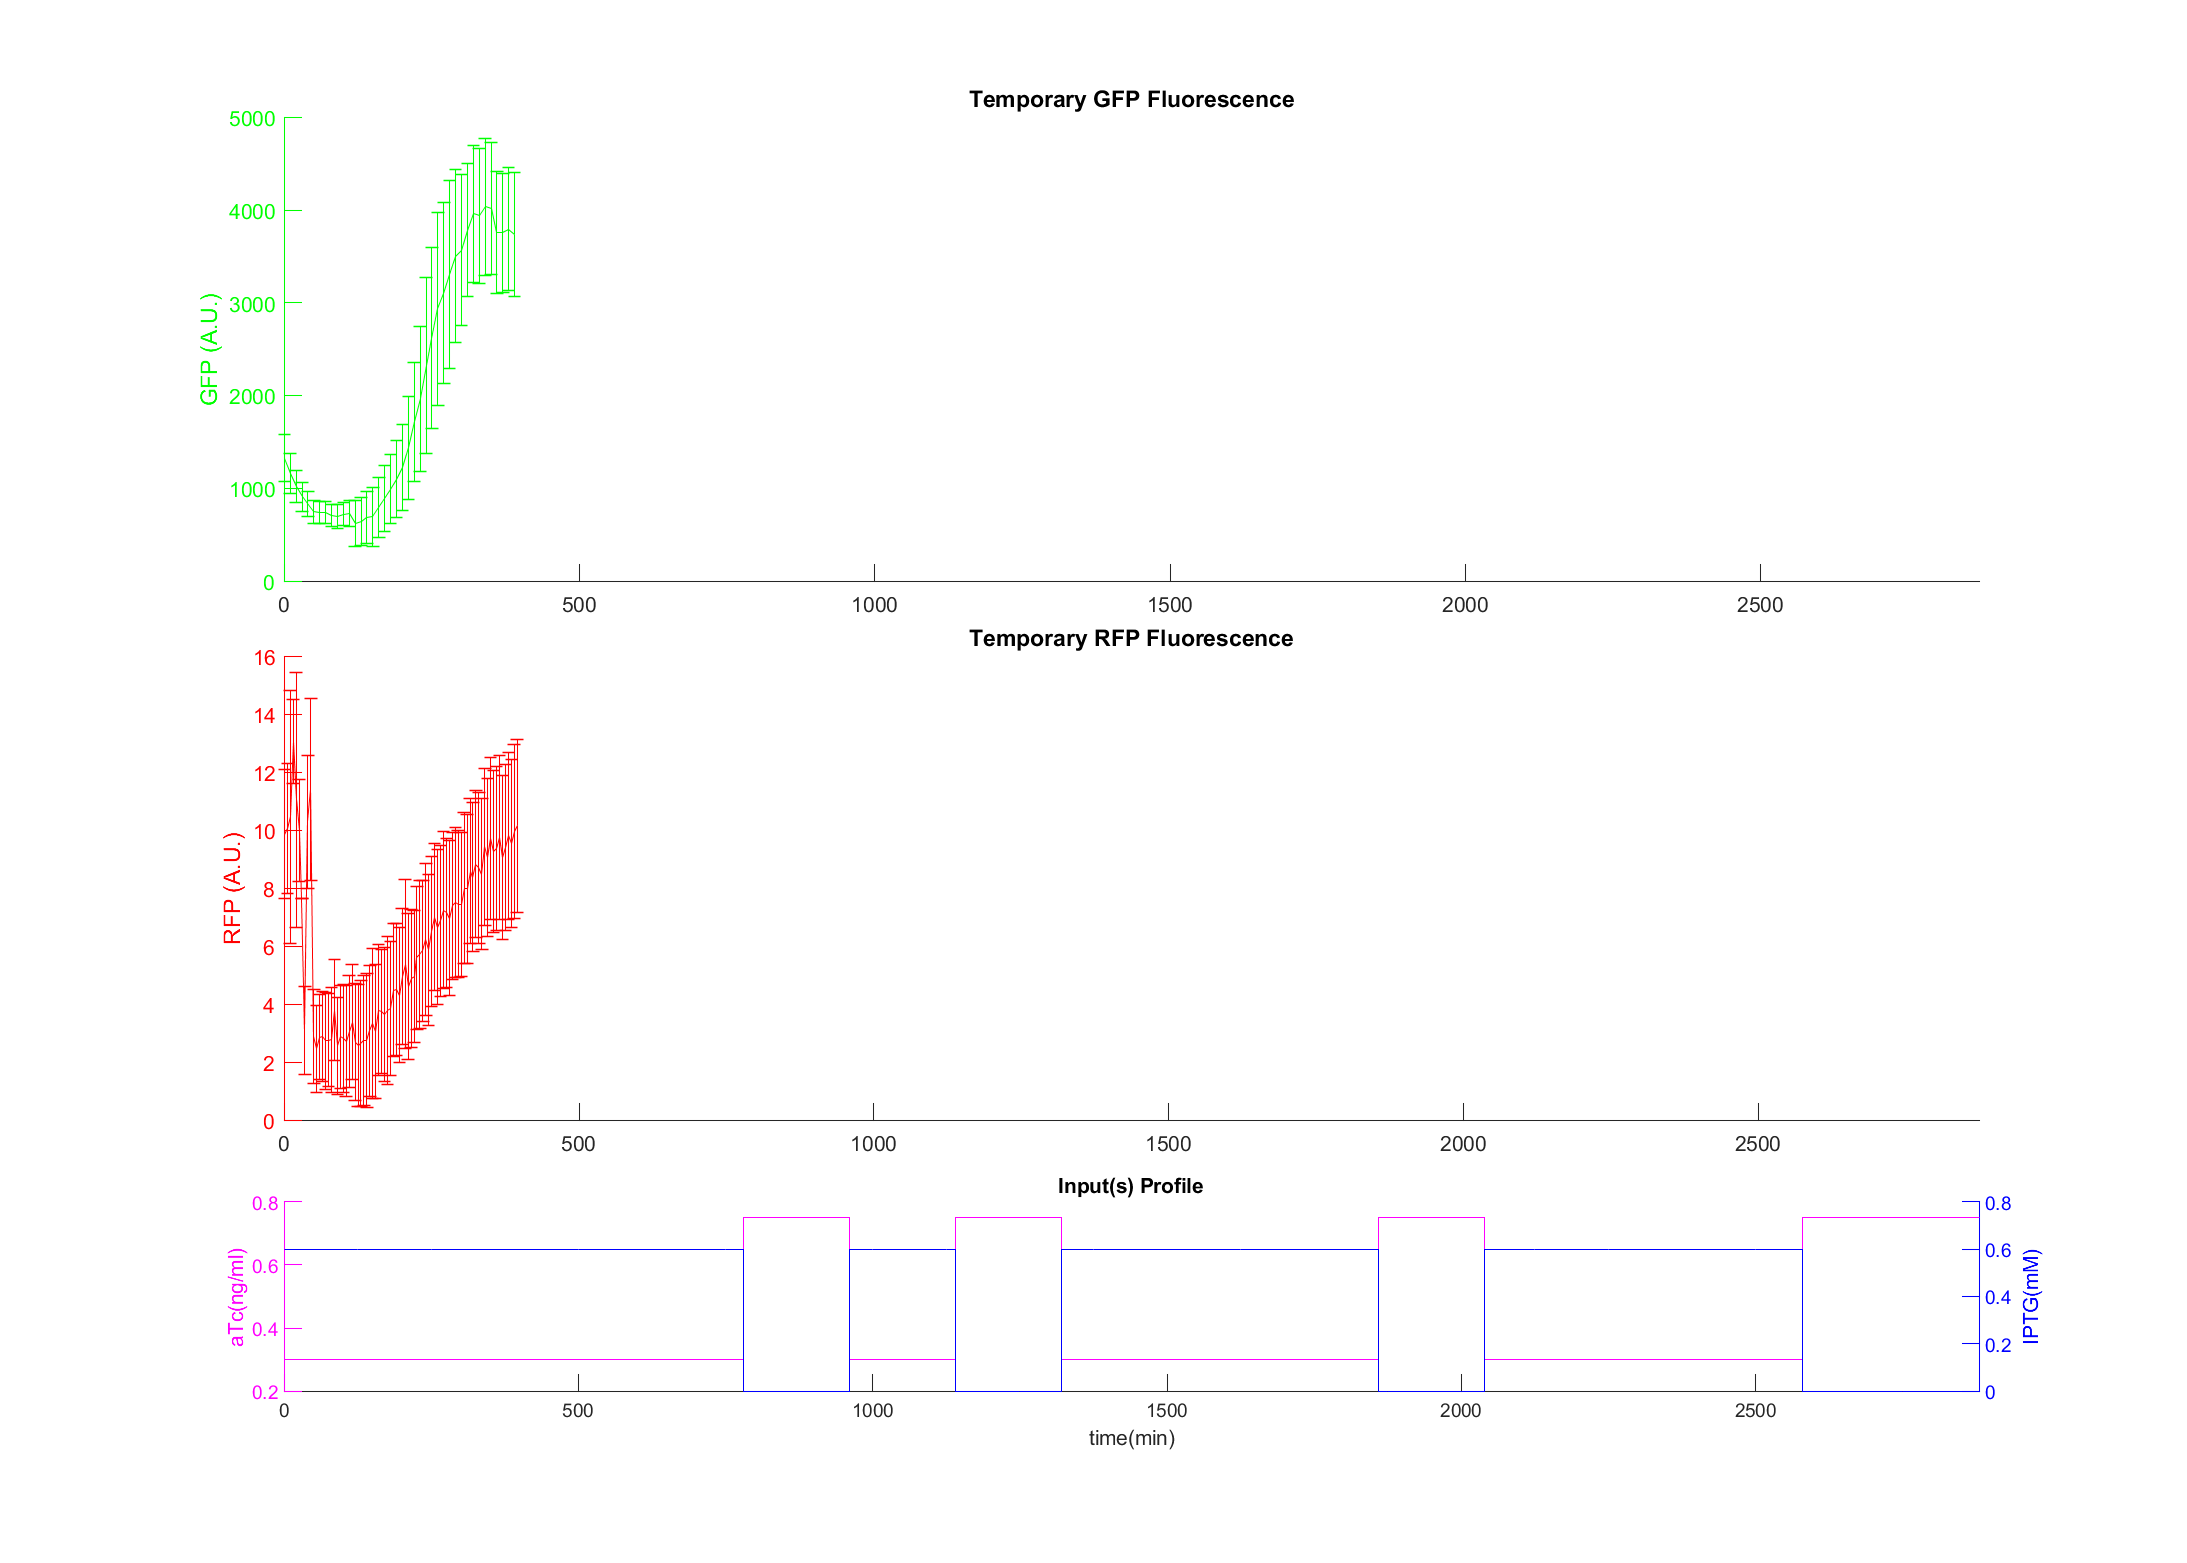 Temporary GFP Fluorescence
5000
4000
3000
2000
1000
0
GFP (A.U.)
0 500 1000 1500 2000 2500
Temporary RFP Fluorescence
16
14
12
10
8
6
4
2
0
RFP (A.U.)
0 500 1000 1500 2000 2500
Input(s) Profile
0.8
0.6
0.4
0.2
aTc(ng/ml)
0.8
0.6
0.4
0.2
0
IPTG(mM)
0 500 1000 1500 2000 2500
time(min)